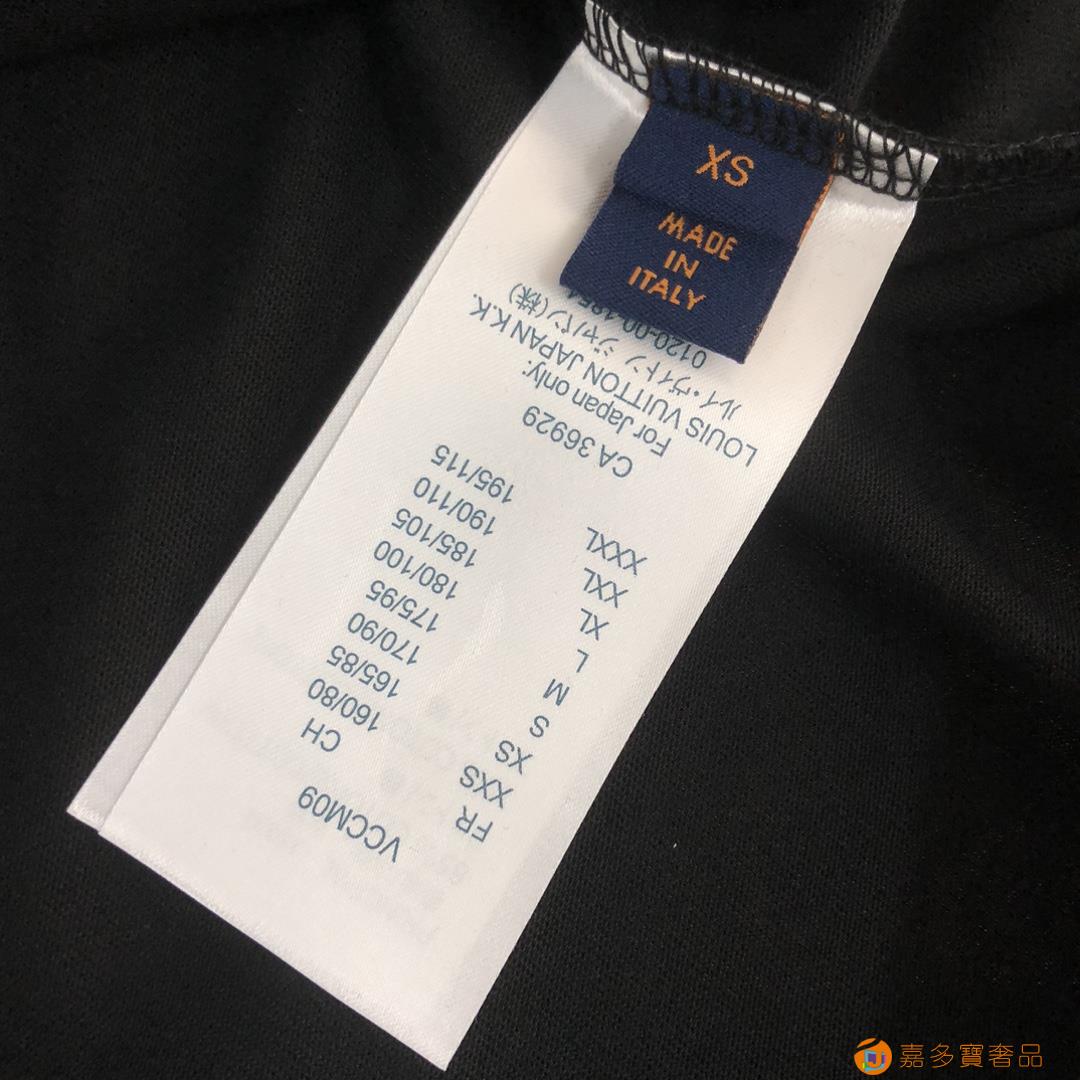 XS
MADE
IN
ITALY
VCCM09
FR CH
XXS 160/80
XS 165/85
S 170/90
M 175/95
L 180/100
XL 185/105
XXL 190/110
XXXL 195/115
CA 36929
For Japan only:
LOUIS VUITTON JAPAN K.K.
ルイ・ヴィトン ジャパン(株)
0120-00-1854
嘉多寶奢品